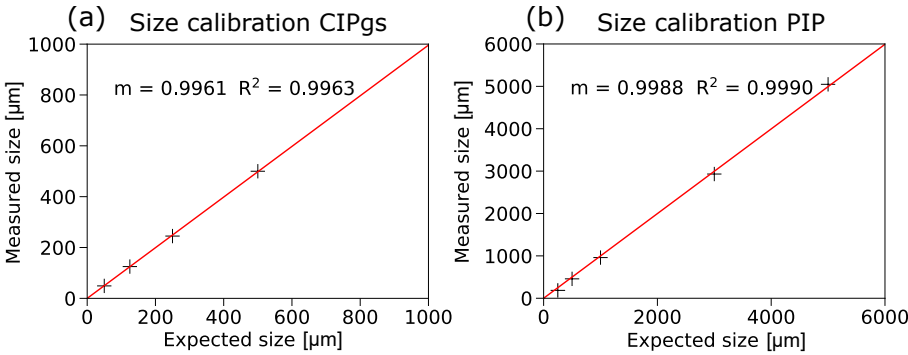 (a) Size calibration CIPgs
1000
800
600
400
200
0
m = 0.9961 R² = 0.9963
Measured size [μm]
0 200 400 600 800 1000
Expected size [μm]
(b) Size calibration PIP
6000
5000
4000
3000
2000
1000
0
m = 0.9988 R² = 0.9990
Measured size [μm]
0 2000 4000 6000
Expected size [μm]